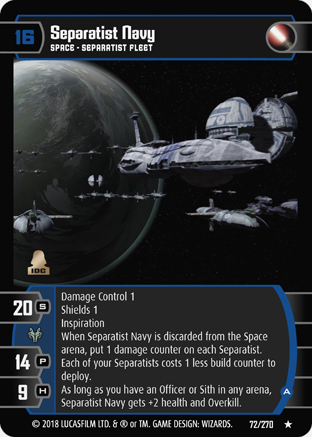 16
Separatist Navy
SPACE - SEPARATIST FLEET
IDC
20 S
14 P
9 H
Damage Control 1
Shields 1
Inspiration
When Separatist Navy is discarded from the Space
arena, put 1 damage counter on each Separatist.
Each of your Separatists costs 1 less build counter to
deploy.
As long as you have an Officer or Sith in any arena,
Separatist Navy gets +2 health and Overkill.
A
© 2018 LUCASFILM LTD. & ® or TM. GAME DESIGN: WIZARDS.
72/270 ★